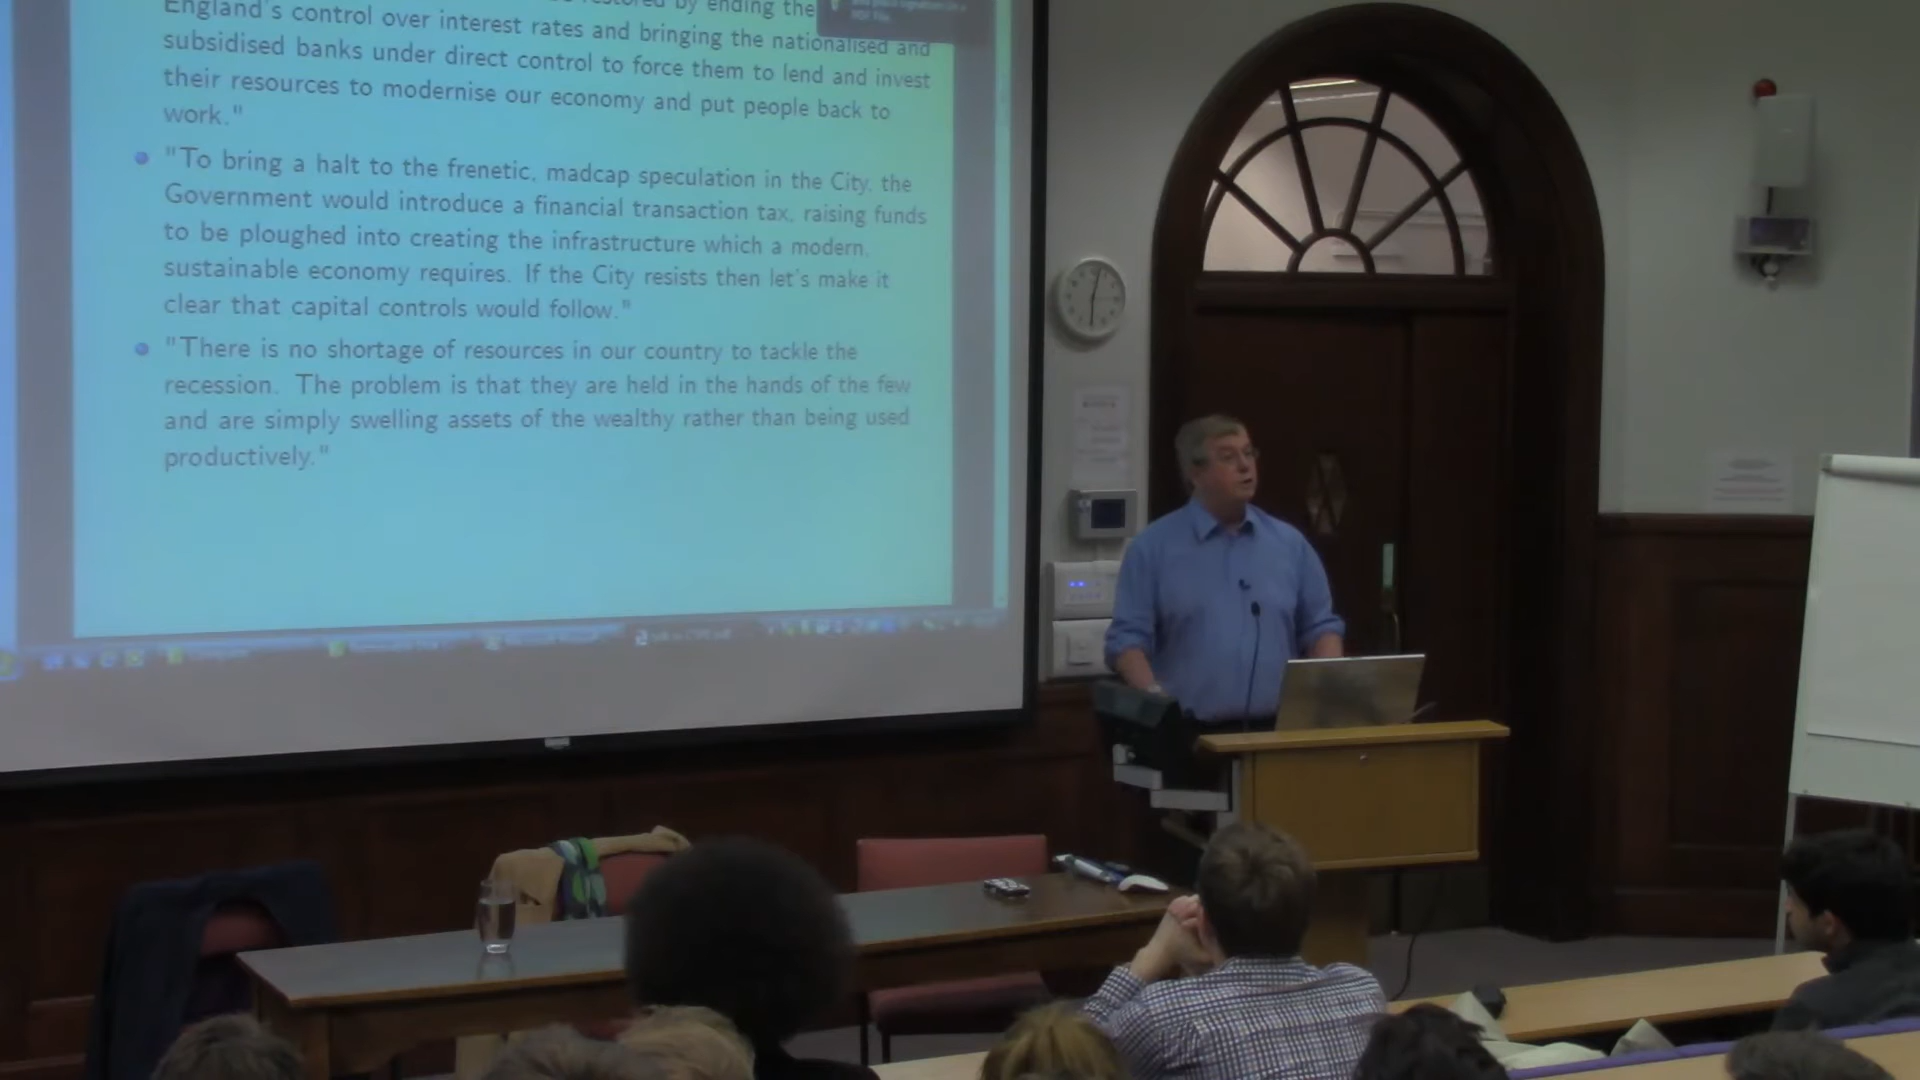 restored by ending the
England's control over interest rates and bringing the nationalised and
subsidised banks under direct control to force them to lend and invest
their resources to modernise our economy and put people back to
work."
"To bring a halt to the frenetic, madcap speculation in the City, the
Government would introduce a financial transaction tax, raising funds
to be ploughed into creating the infrastructure which a modern,
sustainable economy requires. If the City resists then let's make it
clear that capital controls would follow."
"There is no shortage of resources in our country to tackle the
recession. The problem is that they are held in the hands of the few
and are simply swelling assets of the wealthy rather than being used
productively."